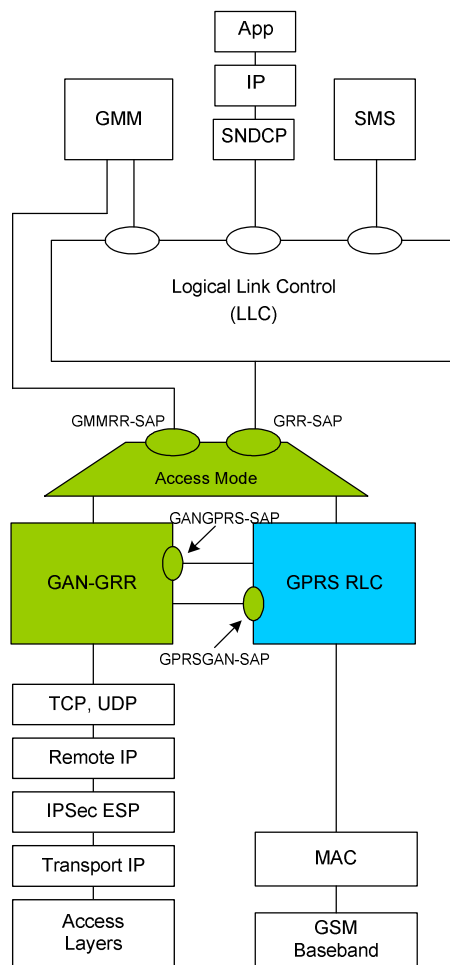 App
IP
GMM
SNDCP
SMS
Logical Link Control
(LLC)
GMMRR-SAP
GRR-SAP
Access Mode
GANGPRS-SAP
GAN-GRR
GPRS RLC
GPRSGAN-SAP
TCP, UDP
Remote IP
IPSec ESP
Transport IP
MAC
Access
Layers
GSM
Baseband